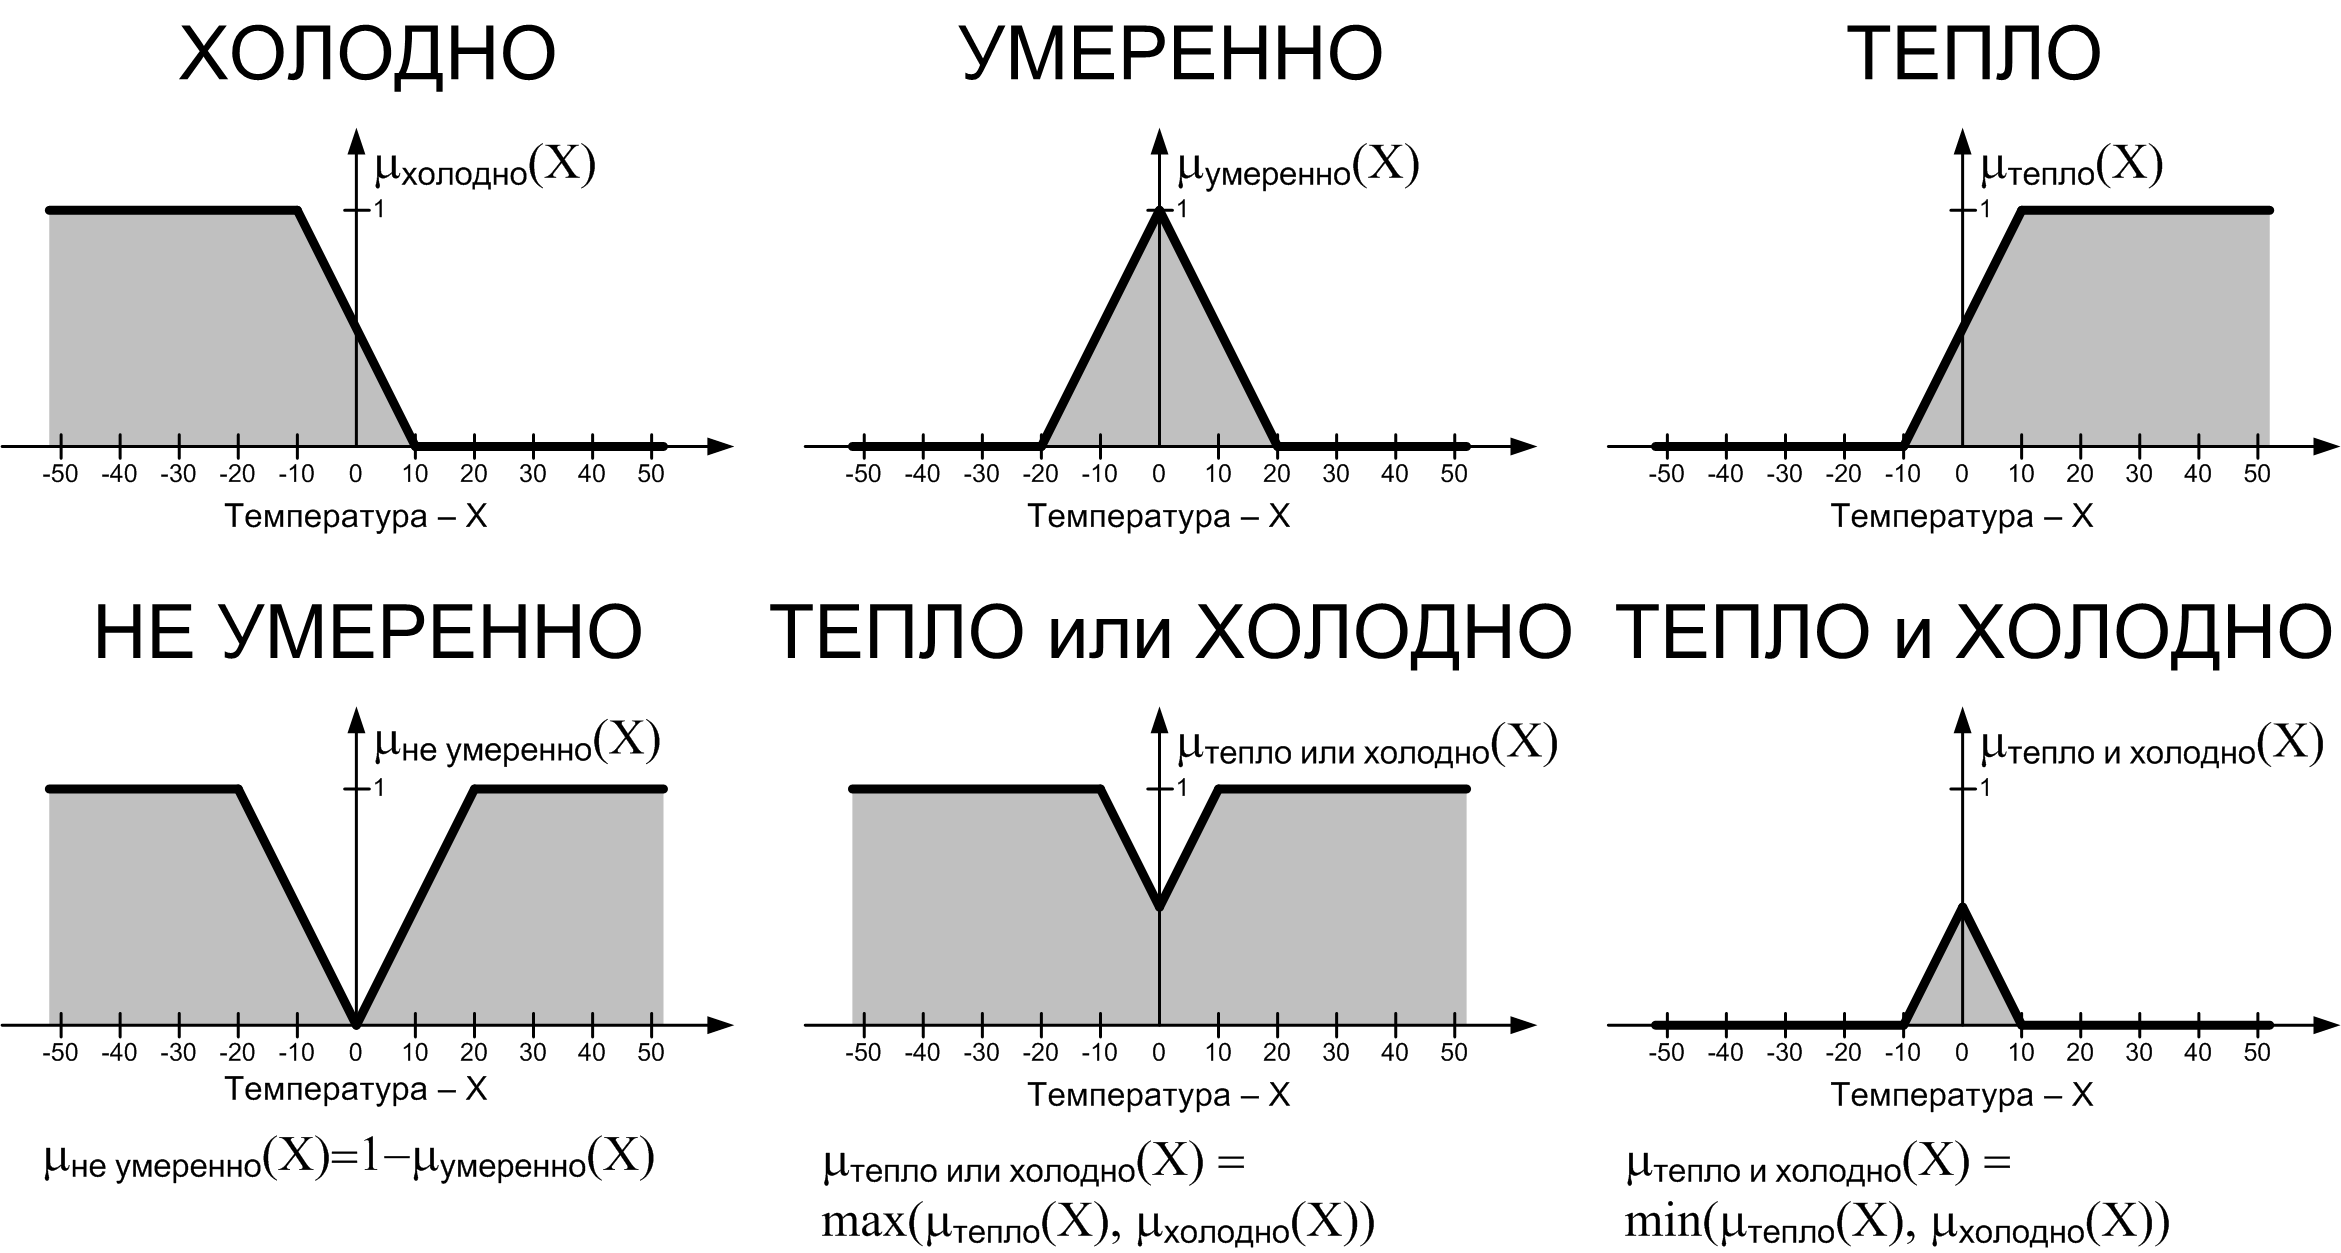 ХОЛОДНО
μхолодно(X)
1
-50 -40 -30 -20 -10 0 10 20 30 40 50
Температура – X
УМЕРЕННО
μумеренно(X)
1
-50 -40 -30 -20 -10 0 10 20 30 40 50
Температура – X
ТЕПЛО
μтепло(X)
1
-50 -40 -30 -20 -10 0 10 20 30 40 50
Температура – X
НЕ УМЕРЕННО
μне умеренно(X)
1
-50 -40 -30 -20 -10 0 10 20 30 40 50
Температура – X
μне умеренно(X)=1−μумеренно(X)
ТЕПЛО или ХОЛОДНО
μтепло или холодно(X)
1
-50 -40 -30 -20 -10 0 10 20 30 40 50
Температура – X
μтепло или холодно(X) =
max(μтепло(X), μхолодно(X))
ТЕПЛО и ХОЛОДНО
μтепло и холодно(X)
1
-50 -40 -30 -20 -10 0 10 20 30 40 50
Температура – X
μтепло и холодно(X) =
min(μтепло(X), μхолодно(X))